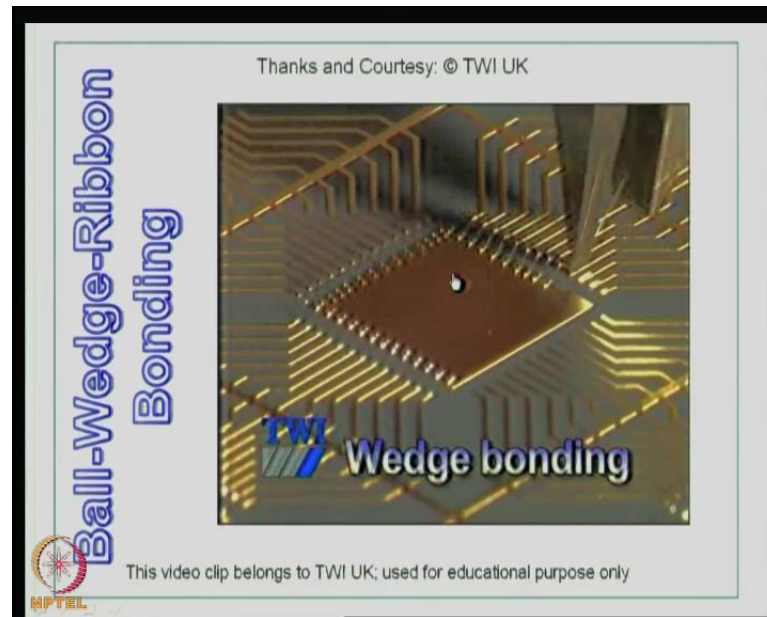 Thanks and Courtesy: © TWI UK
Ball-Wedge-Ribbon
Bonding
TWI
Wedge bonding
This video clip belongs to TWI UK; used for educational purpose only
NPTEL